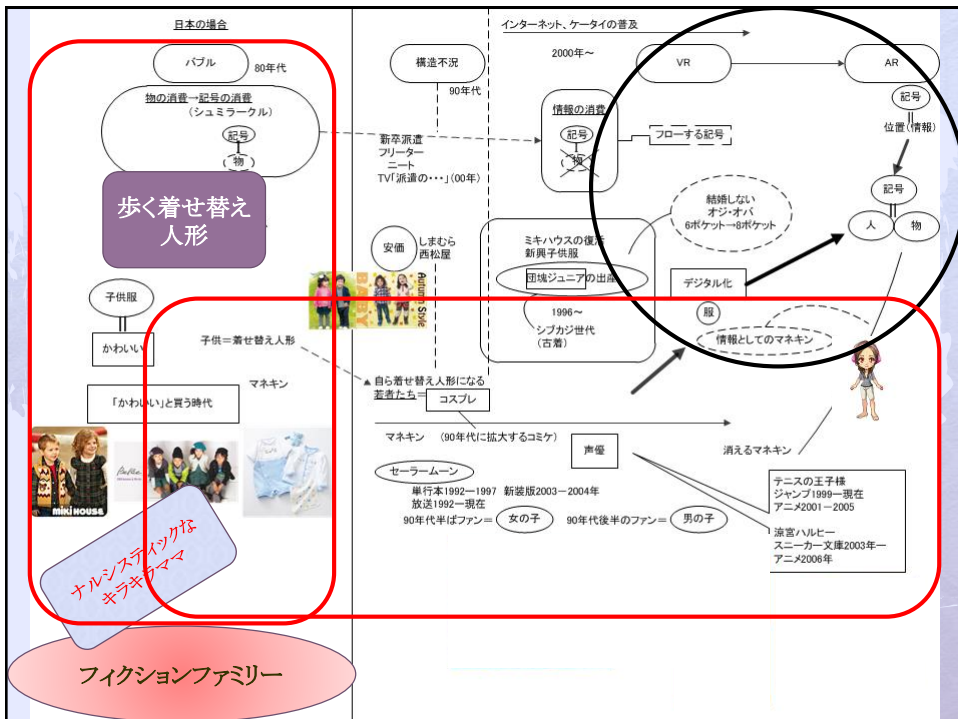 日本の場合
バブル
80年代
物の消費→記号の消費
(シュミラークル)
記号
物
歩く着せ替え
人形
子供服
かわいい
「かわいい」と買う時代
マネキン
子供=着せ替え人形
MIKI HOUSE
ナルシスティックな
キラキラママ
フィクションファミリー
インターネット、ケータイの普及
構造不況
90年代
2000年~
新卒派遣
フリーター
ニート
TV「派遣の・・・」(00年)
安価
しまむら
西松屋
BABY
Autumn Style
自ら着せ替え人形になる
若者たち=
コスプレ
情報の消費
記号
物
フローする記号
ミキハウスの復活
新興子供服
団塊ジュニアの出産
1996~
シブカジ世代
(古着)
結婚しない
オジ・オバ
6ポケット→8ポケット
VR
AR
記号
位置(情報)
記号
人
物
デジタル化
服
情報としてのマネキン
マネキン
(90年代に拡大するコミケ)
声優
消えるマネキン
セーラームーン
単行本1992ー1997 新装版2003-2004年
放送1992ー現在
90年代半ばファン=
女の子
90年代後半のファン=
男の子
テニスの王子様
ジャンプ1999ー現在
アニメ2001-2005
涼宮ハルヒー
スニーカー文庫2003年ー
アニメ2006年